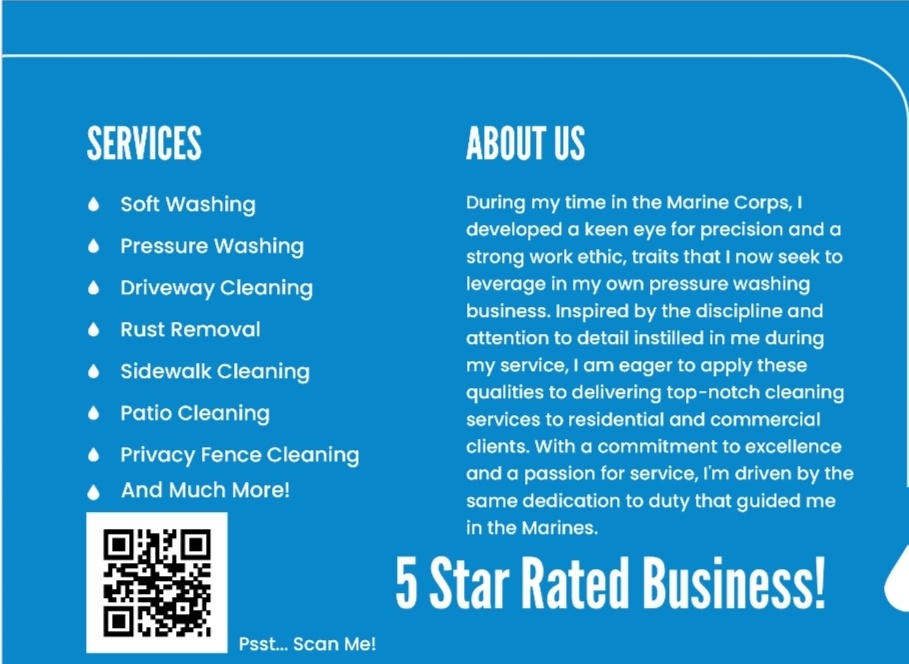 SERVICES
Soft Washing
Pressure Washing
Driveway Cleaning
Rust Removal
Sidewalk Cleaning
Patio Cleaning
Privacy Fence Cleaning
And Much More!
Psst... Scan Me!
ABOUT US
During my time in the Marine Corps, I
developed a keen eye for precision and a
strong work ethic, traits that I now seek to
leverage in my own pressure washing
business. Inspired by the discipline and
attention to detail instilled in me during
my service, I am eager to apply these
qualities to delivering top-notch cleaning
services to residential and commercial
clients. With a commitment to excellence
and a passion for service, I'm driven by the
same dedication to duty that guided me
in the Marines.
5 Star Rated Business!